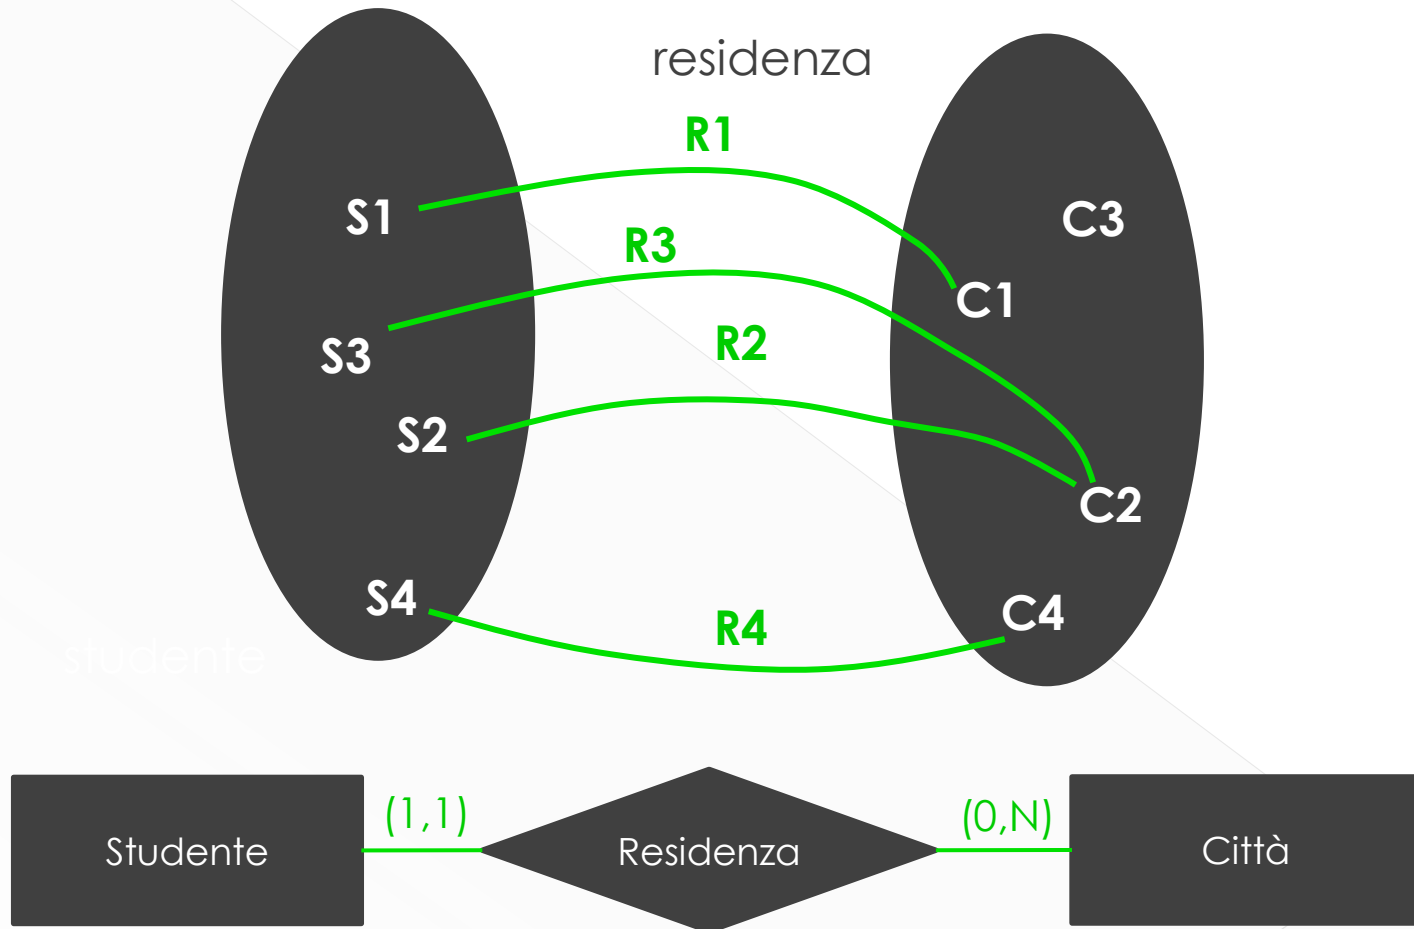 residenza
R1
S1
C3
R3
C1
R2
S3
S2
C2
S4
C4
R4
studente
(1,1)
(0,N)
Studente
Residenza
Città